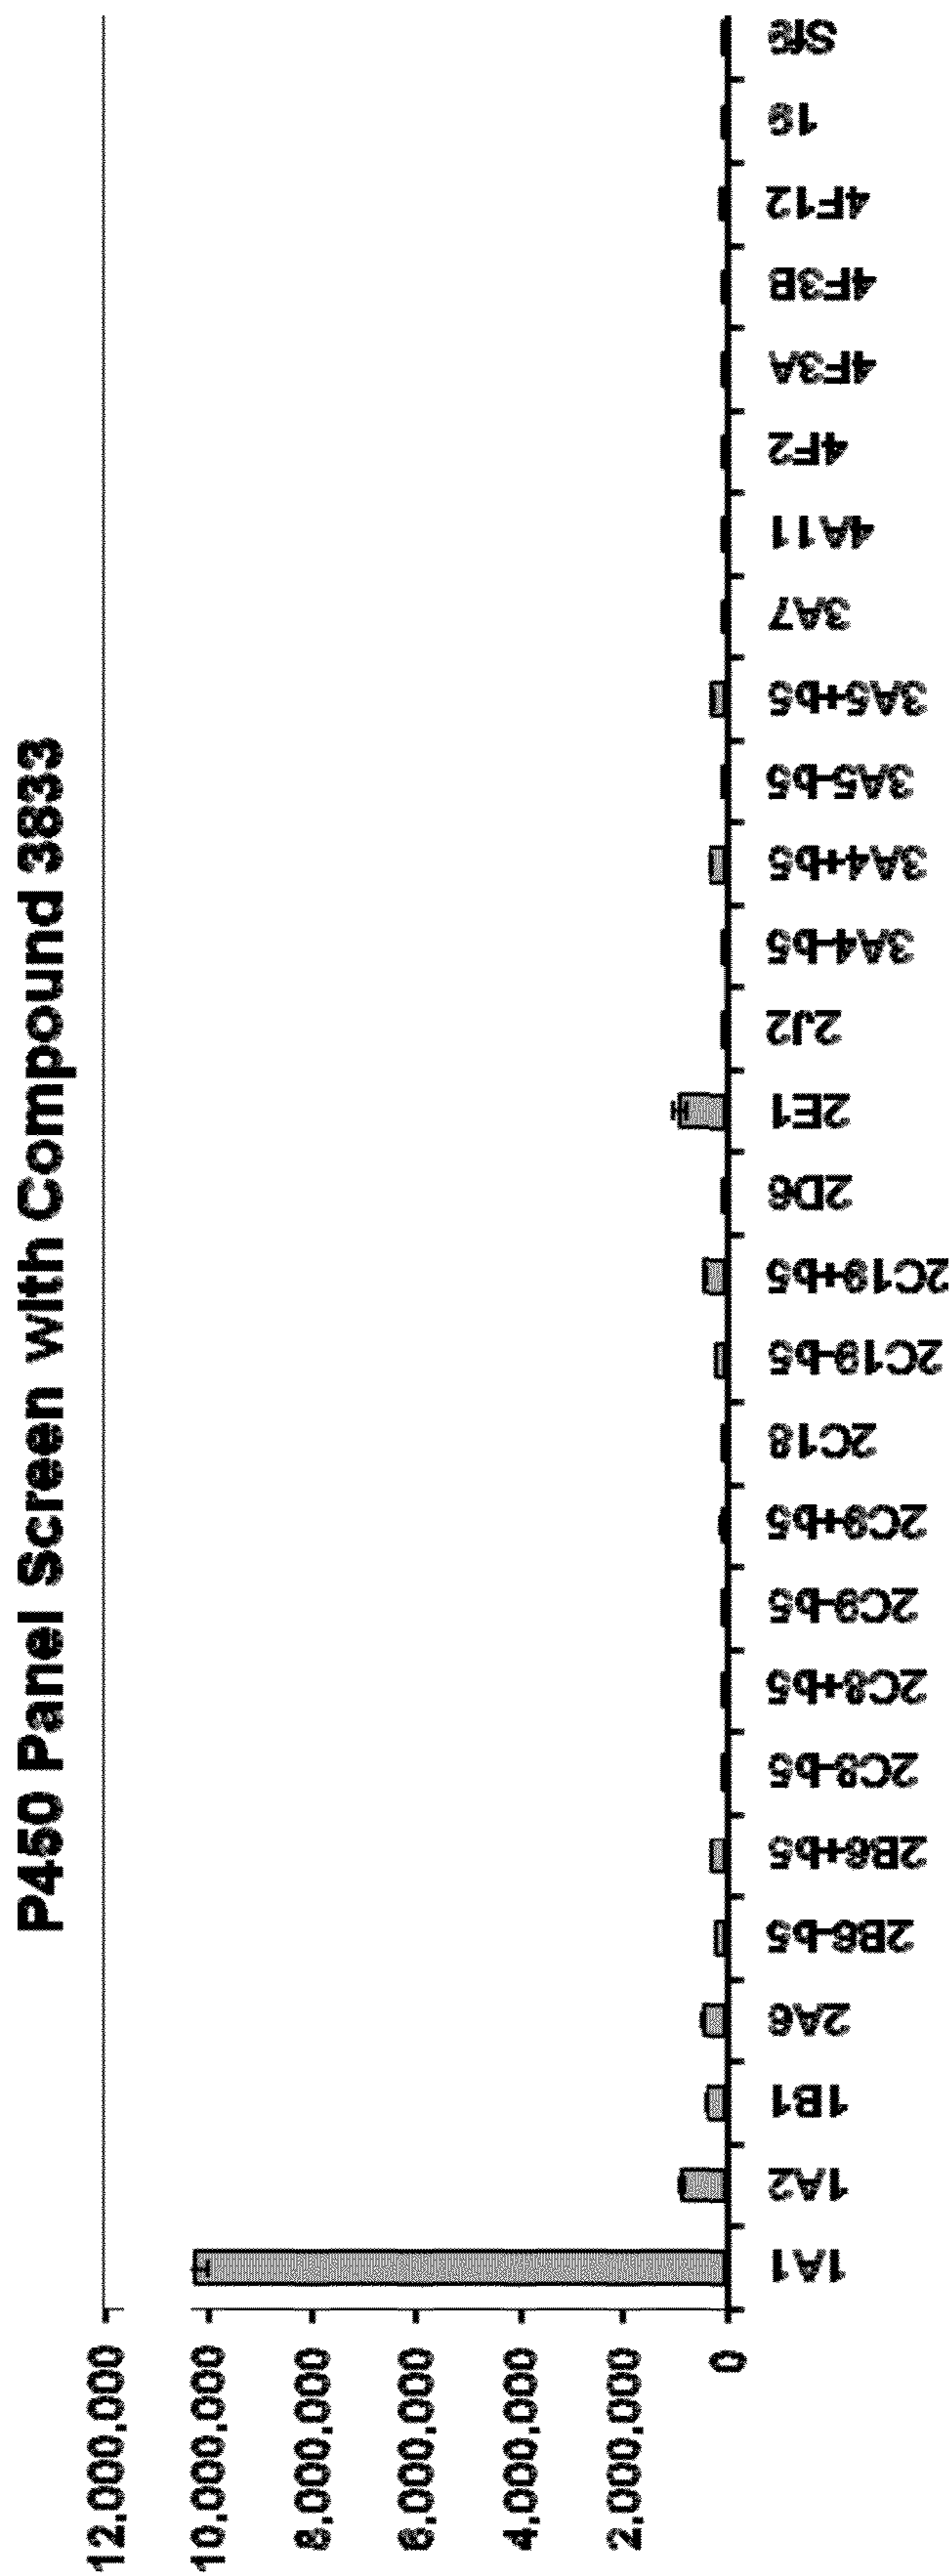 P450 Panel Screen with Compound 3833
12,000,000
10,000,000
8,000,000
6,000,000
4,000,000
2,000,000
0
1A1
1A2
1B1
2A6
2B6-b5
2B6+b5
2C8-b5
2C8+b5
2C9-b5
2C9+b5
2C18
2C19-b5
2C19+b5
2D6
2E1
2J2
3A4-b5
3A4+b5
3A5-b5
3A5+b5
3A7
4A11
4F2
4F3A
4F3B
4F12
19
Sf9